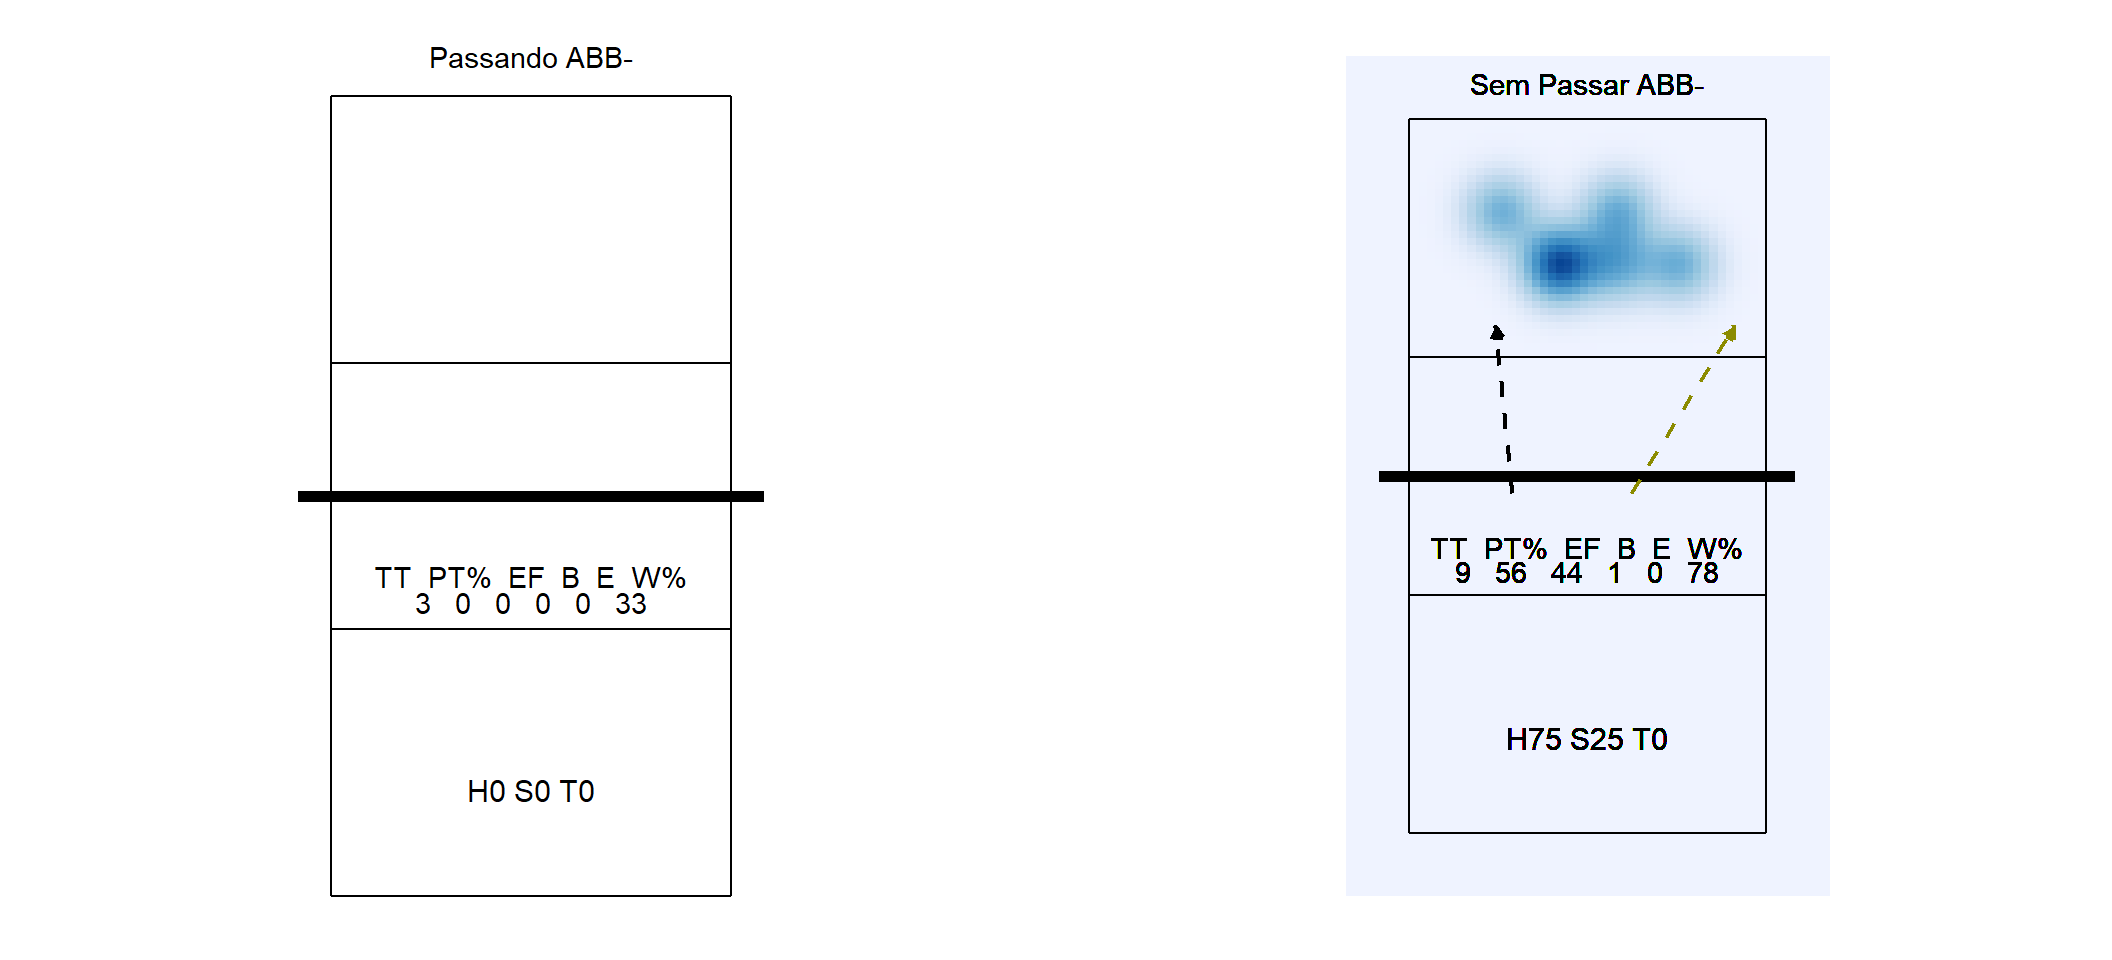 Passando ABB-
TT PT% EF B E W%
3 0 0 0 0 33
H0 S0 T0
Sem Passar ABB-
TT PT% EF B E W%
9 56 44 1 0 78
H75 S25 T0